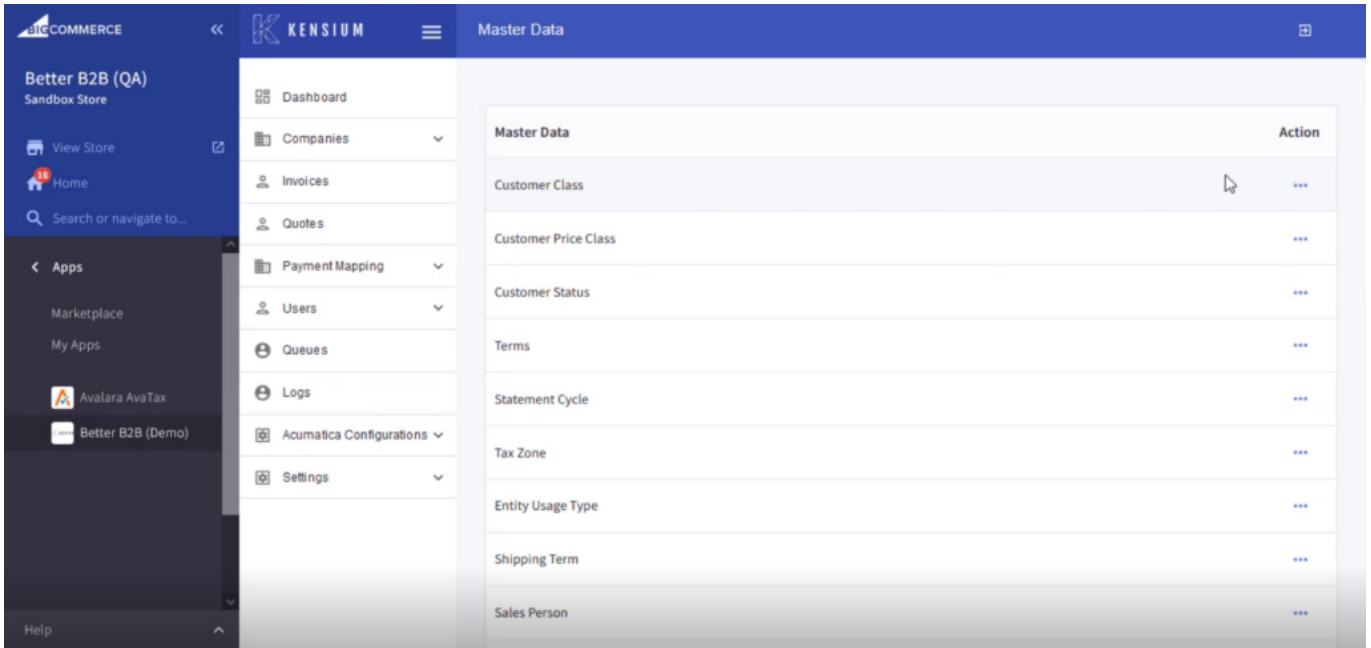 BIGCOMMERCE
Better B2B (QA)
Sandbox Store
View Store
16
Home
Search or navigate to...
Apps
Marketplace
My Apps
Avalara AvaTax
Better B2B (Demo)
Help
K KENSIUM
Dashboard
Companies
Invoices
Quotes
Payment Mapping
Users
Queues
Logs
Acumatica Configurations
Settings
Master Data
Master Data Action
Customer Class
Customer Price Class
Customer Status
Terms
Statement Cycle
Tax Zone
Entity Usage Type
Shipping Term
Sales Person